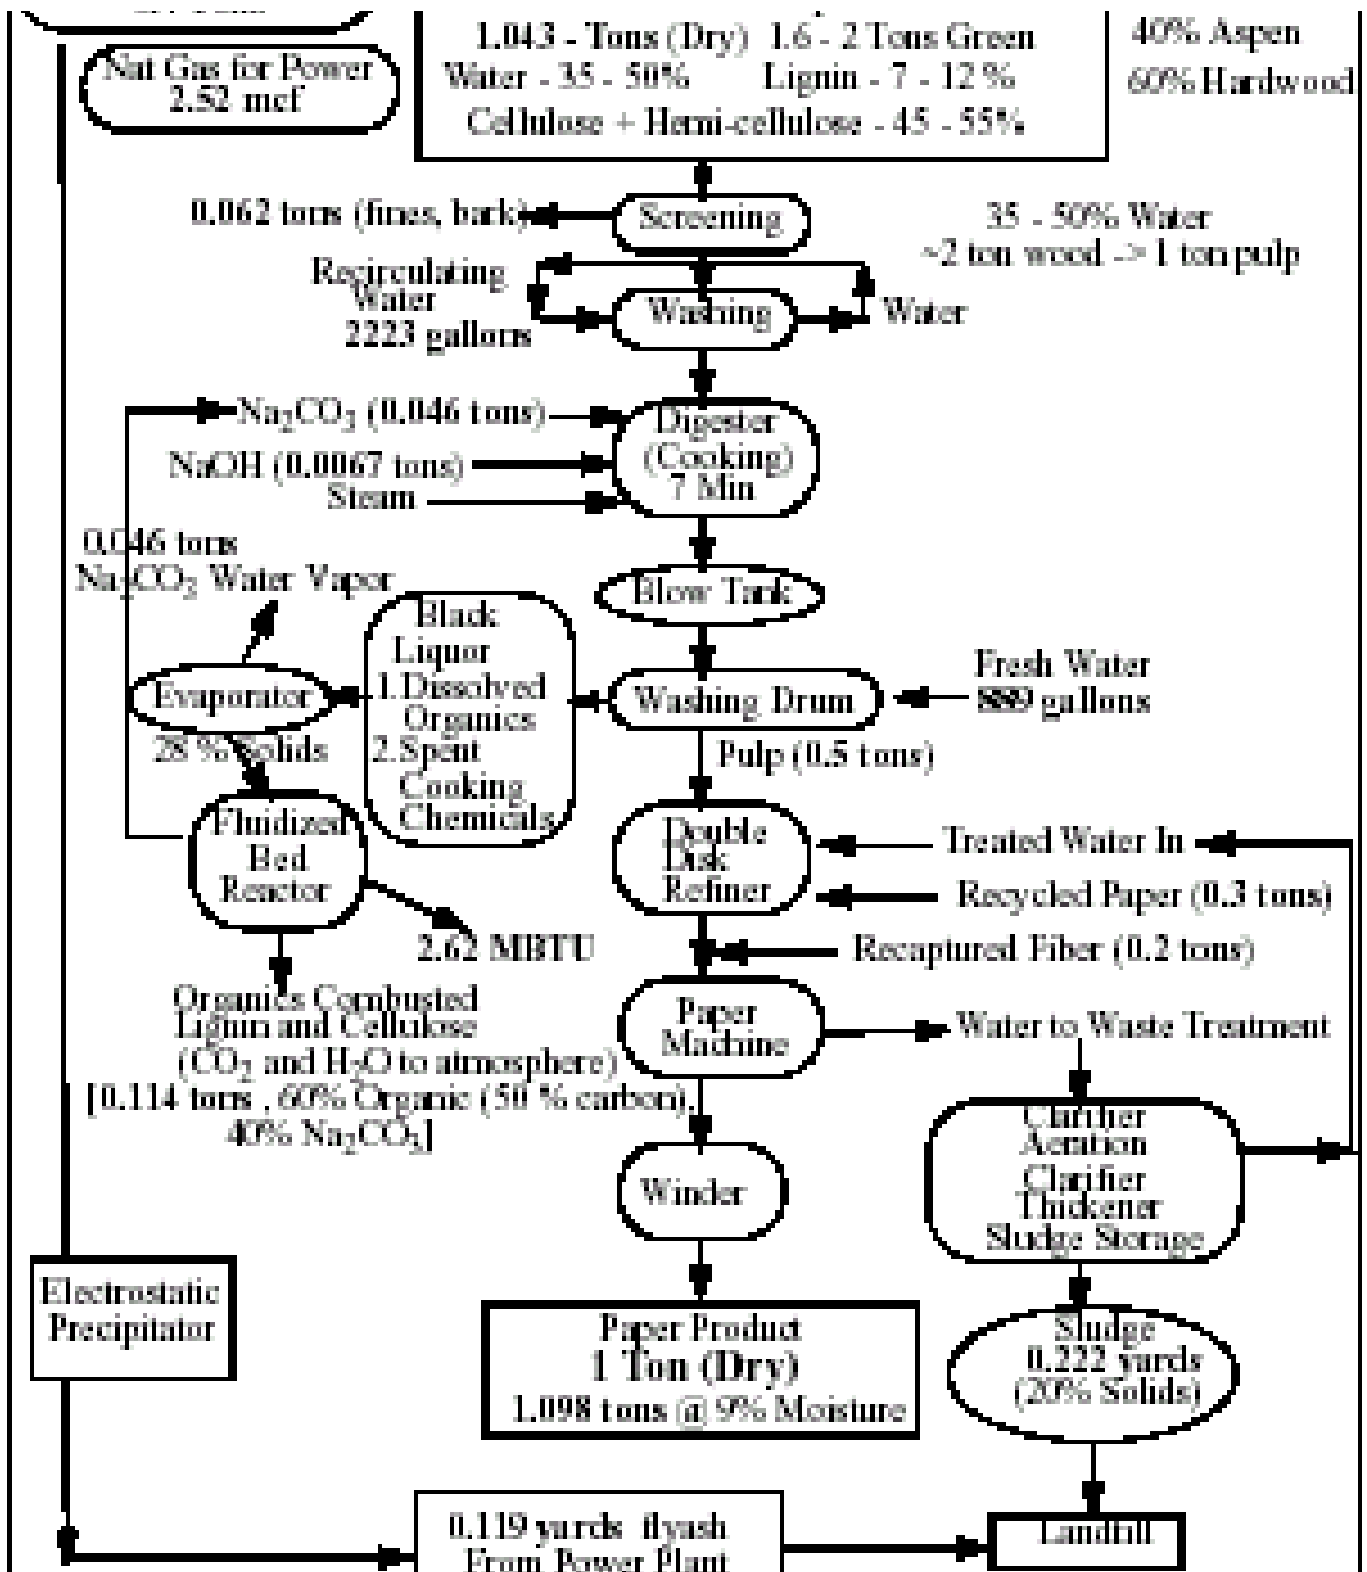 Nat Gas for Power
2.52 mcf
1.043 - Tons (Dry) 1.6 - 2 Tons Green
Water - 35 - 50% Lignin - 7 - 12 %
Cellulose + Hemi-cellulose - 45 - 55%
40% Aspen
60% Hardwood
0.062 tons (fines, bark)
Screening
35 - 50% Water
~2 ton wood -> 1 ton pulp
Recirculating
Water
2223 gallons
Washing
Water
Na2CO3 (0.046 tons)
NaOH (0.0067 tons)
Steam
Digester
(Cooking)
7 Min
0.046 tons
Na2CO3 Water Vapor
Blow Tank
Black
Liquor
1.Dissolved
Organics
2.Spent
Cooking
Chemicals
Evaporator
28 % Solids
Washing Drum
Fresh Water
889 gallons
Pulp (0.5 tons)
Fluidized
Bed
Reactor
Double
Disk
Refiner
Treated Water In
Recycled Paper (0.3 tons)
2.62 MBTU
Recaptured Fiber (0.2 tons)
Organics Combusted
Lignin and Cellulose
(CO2 and H2O to atmosphere)
[0.114 tons , 60% Organic (50 % carbon),
40% Na2CO3]
Paper
Machine
Water to Waste Treatment
Clarifier
Aeration
Clarifier
Thickener
Sludge Storage
Winder
Electrostatic
Precipitator
Paper Product
1 Ton (Dry)
1.098 tons @ 9% Moisture
Sludge
0.222 yards
(20% Solids)
0.119 yards flyash
From Power Plant
Landfill